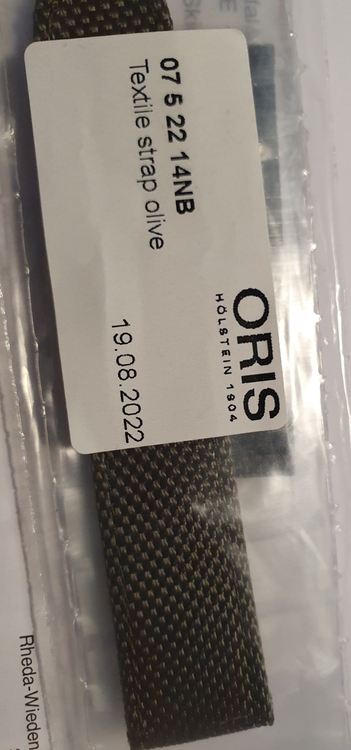 07 5 22 14NB
Textile strap olive
ORIS
HÖLSTEIN 1904
19.08.2022
Rheda-Wieden